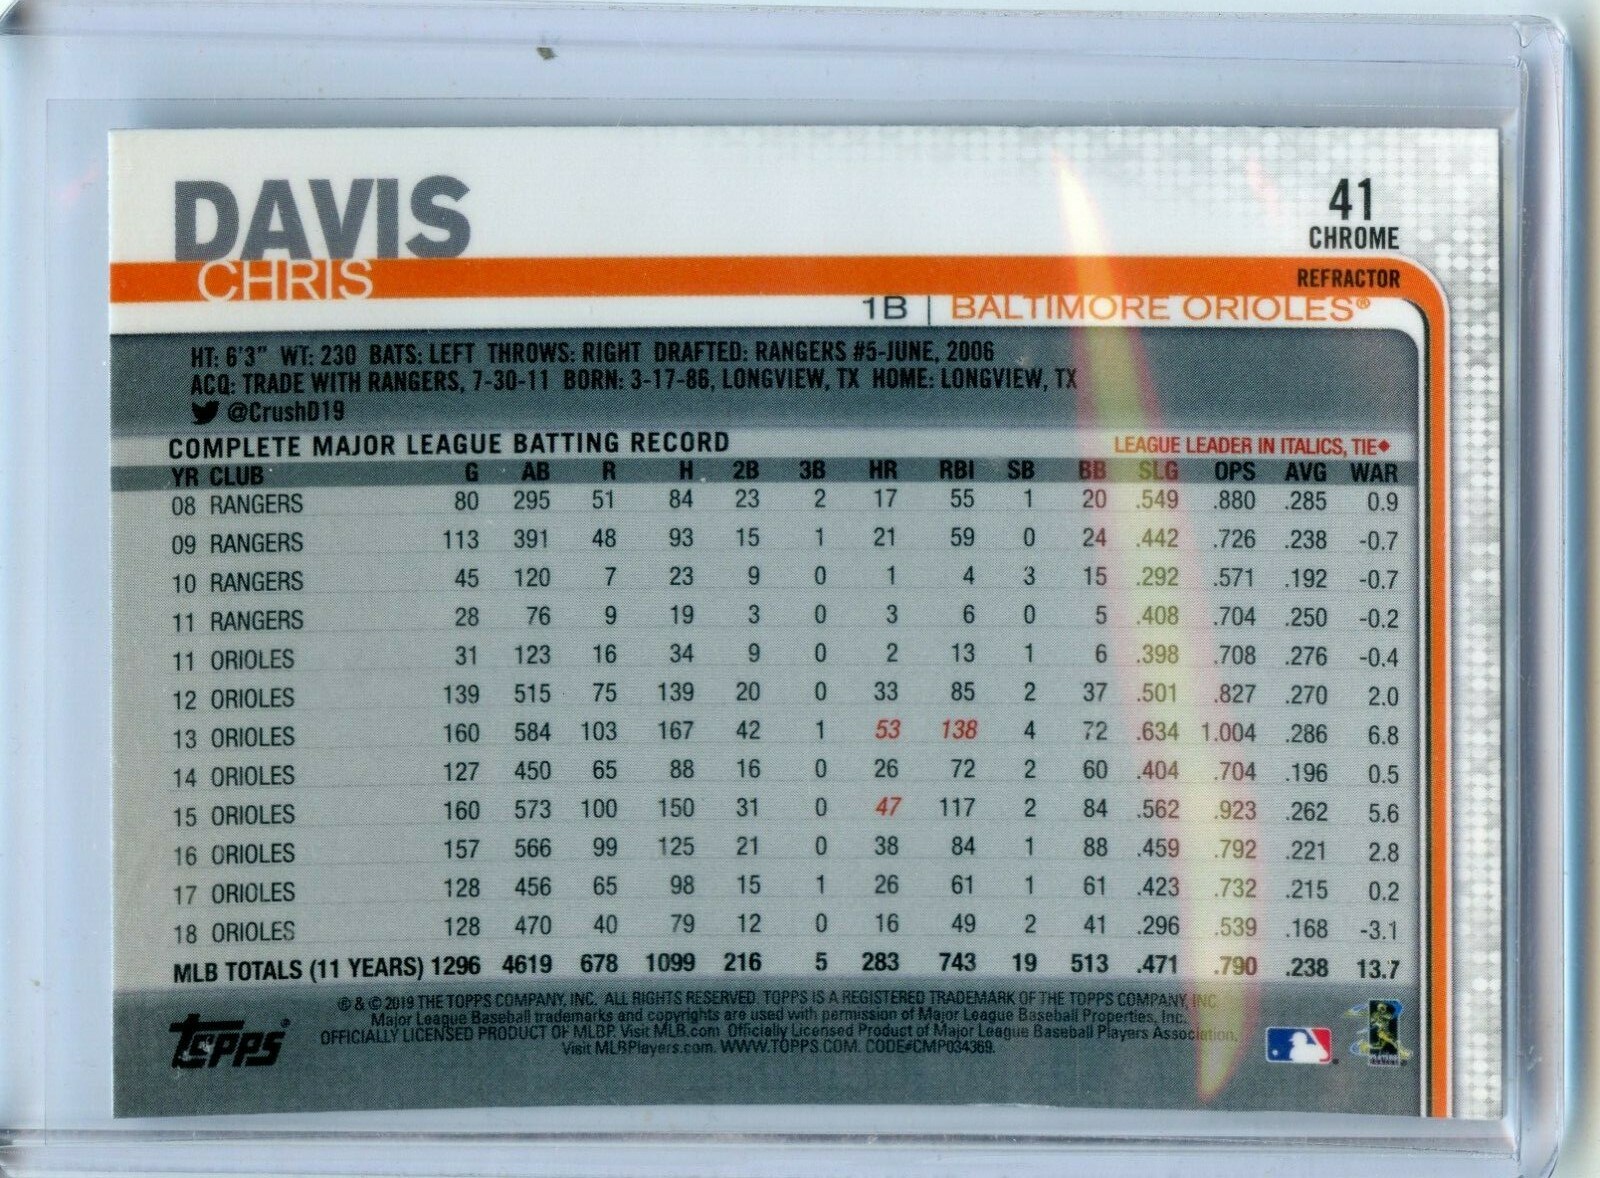 DAVIS
CHRIS
41
CHROME
REFRACTOR
1B | BALTIMORE ORIOLES®
HT: 6'3" WT: 230 BATS: LEFT THROWS: RIGHT DRAFTED: RANGERS #5-JUNE, 2006
ACQ: TRADE WITH RANGERS, 7-30-11 BORN: 3-17-86, LONGVIEW, TX HOME: LONGVIEW, TX
@CrushD19
COMPLETE MAJOR LEAGUE BATTING RECORD LEAGUE LEADER IN ITALICS, TIE◆
YR CLUB G AB R H 2B 3B HR RBI SB BB SLG OPS AVG WAR
08 RANGERS 80 295 51 84 23 2 17 55 1 20 .549 .880 .285 0.9
09 RANGERS 113 391 48 93 15 1 21 59 0 24 .442 .726 .238 -0.7
10 RANGERS 45 120 7 23 9 0 1 4 3 15 .292 .571 .192 -0.7
11 RANGERS 28 76 9 19 3 0 3 6 0 5 .408 .704 .250 -0.2
11 ORIOLES 31 123 16 34 9 0 2 13 1 6 .398 .708 .276 -0.4
12 ORIOLES 139 515 75 139 20 0 33 85 2 37 .501 .827 .270 2.0
13 ORIOLES 160 584 103 167 42 1 53 138 4 72 .634 1.004 .286 6.8
14 ORIOLES 127 450 65 88 16 0 26 72 2 60 .404 .704 .196 0.5
15 ORIOLES 160 573 100 150 31 0 47 117 2 84 .562 .923 .262 5.6
16 ORIOLES 157 566 99 125 21 0 38 84 1 88 .459 .792 .221 2.8
17 ORIOLES 128 456 65 98 15 1 26 61 1 61 .423 .732 .215 0.2
18 ORIOLES 128 470 40 79 12 0 16 49 2 41 .296 .539 .168 -3.1
MLB TOTALS (11 YEARS) 1296 4619 678 1099 216 5 283 743 19 513 .471 .790 .238 13.7
© & © 2019 THE TOPPS COMPANY, INC. ALL RIGHTS RESERVED. TOPPS IS A REGISTERED TRADEMARK OF THE TOPPS COMPANY, INC.
Major League Baseball trademarks and copyrights are used with permission of Major League Baseball Properties, Inc.
OFFICIALLY LICENSED PRODUCT OF MLBP. Visit MLB.com Officially Licensed Product of Major League Baseball Players Association.
Visit MLBPlayers.com. WWW.TOPPS.COM. CODE#CMP034369.
TOPPS®